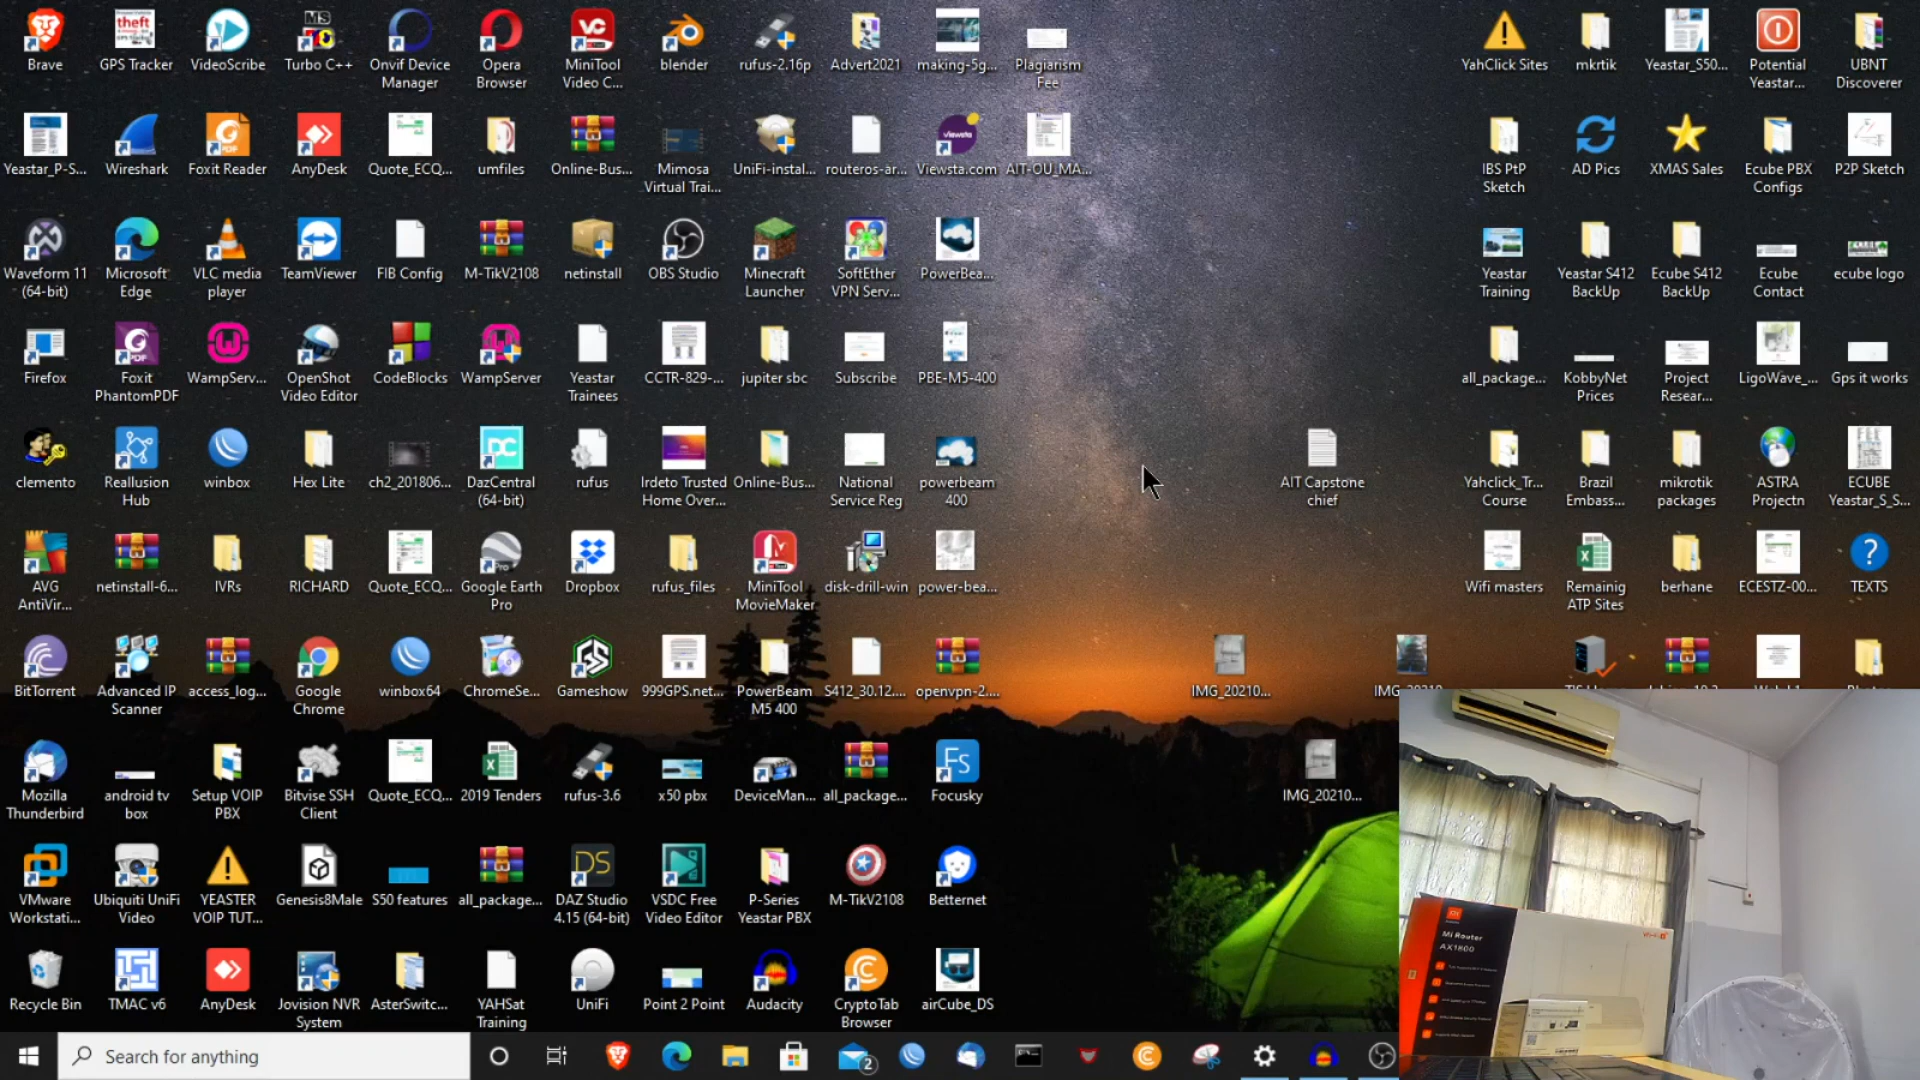 Brave
GPS Tracker
VideoScribe
Turbo C++
Onvif Device
Manager
Opera
Browser
MiniTool
Video C...
blender
rufus-2.16p
Advert2021
making-5g...
Plagiarism
Fee
YahClick Sites
mkrtik
Yeastar_S50...
Potential
Yeastar...
UBNT
Discoverer
Yeastar_P-S...
Wireshark
Foxit Reader
AnyDesk
Quote_ECQ...
umfiles
Online-Bus...
Mimosa
Virtual Trai...
UniFi-instal...
routeros-ar...
Viewsta.com
AIT-OU_MA...
IBS PtP
Sketch
AD Pics
XMAS Sales
Ecube PBX
Configs
P2P Sketch
Waveform 11
(64-bit)
Microsoft
Edge
VLC media
player
TeamViewer
FIB Config
M-TikV2108
netinstall
OBS Studio
Minecraft
Launcher
SoftEther
VPN Serv...
PowerBea...
Yeastar
Training
Yeastar S412
BackUp
Ecube S412
BackUp
Ecube
Contact
ecube logo
Firefox
Foxit
PhantomPDF
WampServ...
OpenShot
Video Editor
CodeBlocks
WampServer
Yeastar
Trainees
CCTR-829-...
jupiter sbc
Subscribe
PBE-M5-400
all_package...
KobbyNet
Prices
Project
Resear...
LigoWave_...
Gps it works
clemento
Reallusion
Hub
winbox
Hex Lite
ch2_201806...
DazCentral
(64-bit)
rufus
Irdeto Trusted
Home Over...
Online-Bus...
National
Service Reg
powerbeam
400
AIT Capstone
chief
Yahclick_Tr...
Course
Brazil
Embass...
mikrotik
packages
ASTRA
Projectn
ECUBE
Yeastar_S_S...
AVG
AntiVir...
netinstall-6...
IVRs
RICHARD
Quote_ECQ...
Google Earth
Pro
Dropbox
rufus_files
MiniTool
MovieMaker
disk-drill-win
power-bea...
Wifi masters
Remainig
ATP Sites
berhane
ECESTZ-00...
TEXTS
BitTorrent
Advanced IP
Scanner
access_log...
Google
Chrome
winbox64
ChromeSe...
Gameshow
999GPS.net...
PowerBeam
M5 400
S412_30.12....
openvpn-2....
IMG_20210...
Mozilla
Thunderbird
android tv
box
Setup VOIP
PBX
Bitvise SSH
Client
Quote_ECQ...
2019 Tenders
rufus-3.6
x50 pbx
DeviceMan...
all_package...
Focusky
IMG_20210...
VMware
Workstati...
Ubiquiti UniFi
Video
YEASTER
VOIP TUT...
Genesis8Male
S50 features
all_package...
DAZ Studio
4.15 (64-bit)
VSDC Free
Video Editor
P-Series
Yeastar PBX
M-TikV2108
Betternet
Mi Router
AX1800
Recycle Bin
TMAC v6
AnyDesk
Jovision NVR
System
AsterSwitc...
YAHSat
Training
UniFi
Point 2 Point
Audacity
CryptoTab
Browser
airCube_DS
Search for anything
2